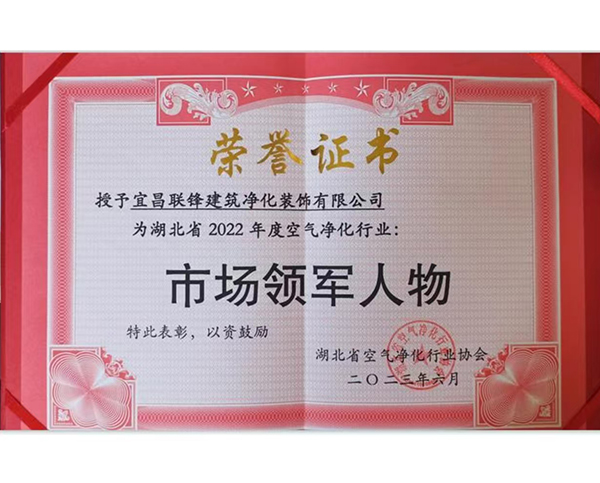 荣誉证书
授予宜昌联锋建筑净化装饰有限公司
为湖北省2022年度空气净化行业：
市场领军人物
特此表彰，以资鼓励
湖北省空气净化行业协会
二〇二三年六月